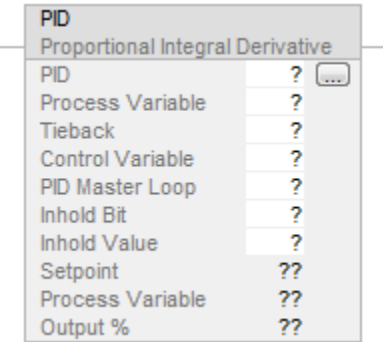 PID
Proportional Integral Derivative
PID ? ...
Process Variable ?
Tieback ?
Control Variable ?
PID Master Loop ?
Inhold Bit ?
Inhold Value ?
Setpoint ??
Process Variable ??
Output % ??